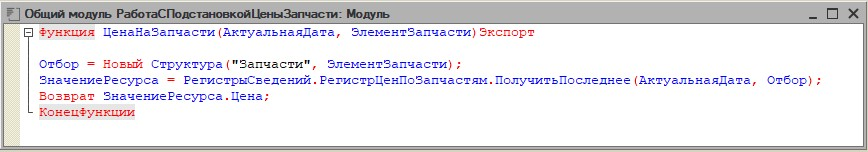 Общий модуль РаботаСПодстановкойЦеныЗапчасти: Модуль
Функция ЦенаНаЗапчасти(АктуальнаяДата, ЭлементЗапчасти)Экспорт
Отбор = Новый Структура("Запчасти", ЭлементЗапчасти);
ЗначениеРесурса = РегистрыСведений.РегистрЦенПоЗапчастям.ПолучитьПоследнее(АктуальнаяДата, Отбор);
Возврат ЗначениеРесурса.Цена;
КонецФункции